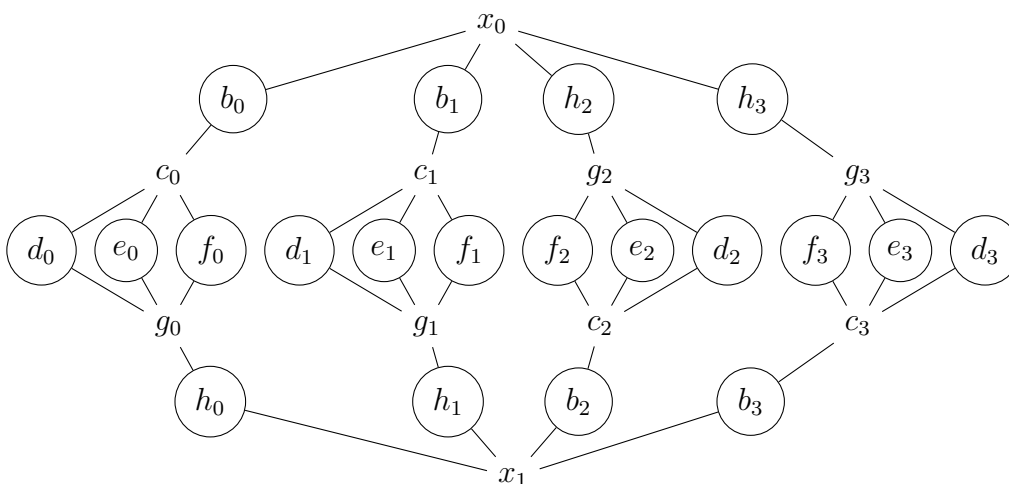 x₀
b₀ b₁ h₂ h₃
c₀ c₁ g₂ g₃
d₀ e₀ f₀ d₁ e₁ f₁ f₂ e₂ d₂ f₃ e₃ d₃
g₀ g₁ c₂ c₃
h₀ h₁ b₂ b₃
x₁